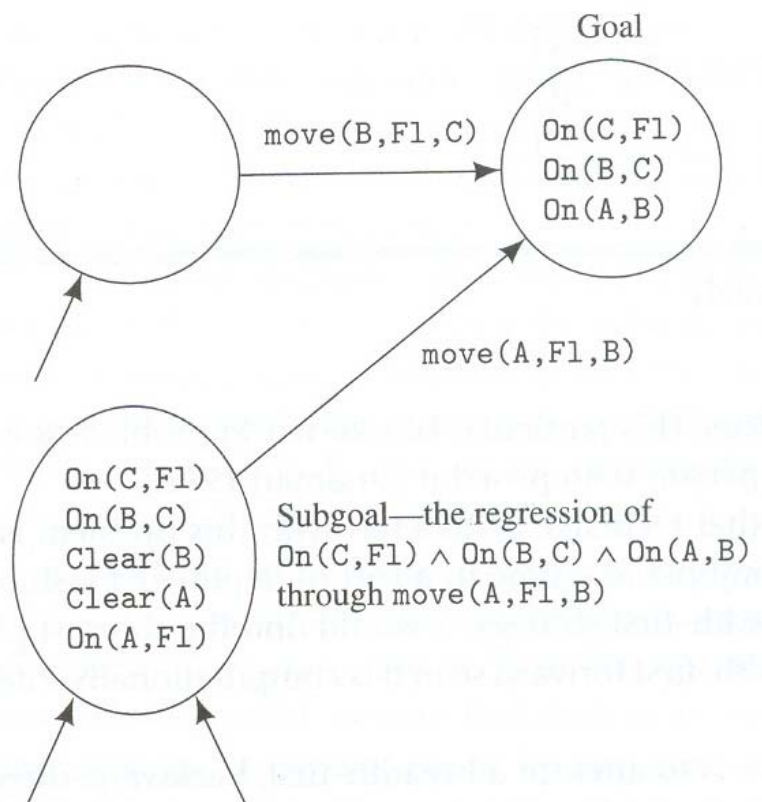 Goal
move(B,Fl,C)
On(C,Fl)
On(B,C)
On(A,B)
move(A,Fl,B)
On(C,Fl)
On(B,C)
Clear(B)
Clear(A)
On(A,Fl)
Subgoal—the regression of
On(C,Fl) ∧ On(B,C) ∧ On(A,B)
through move(A,Fl,B)